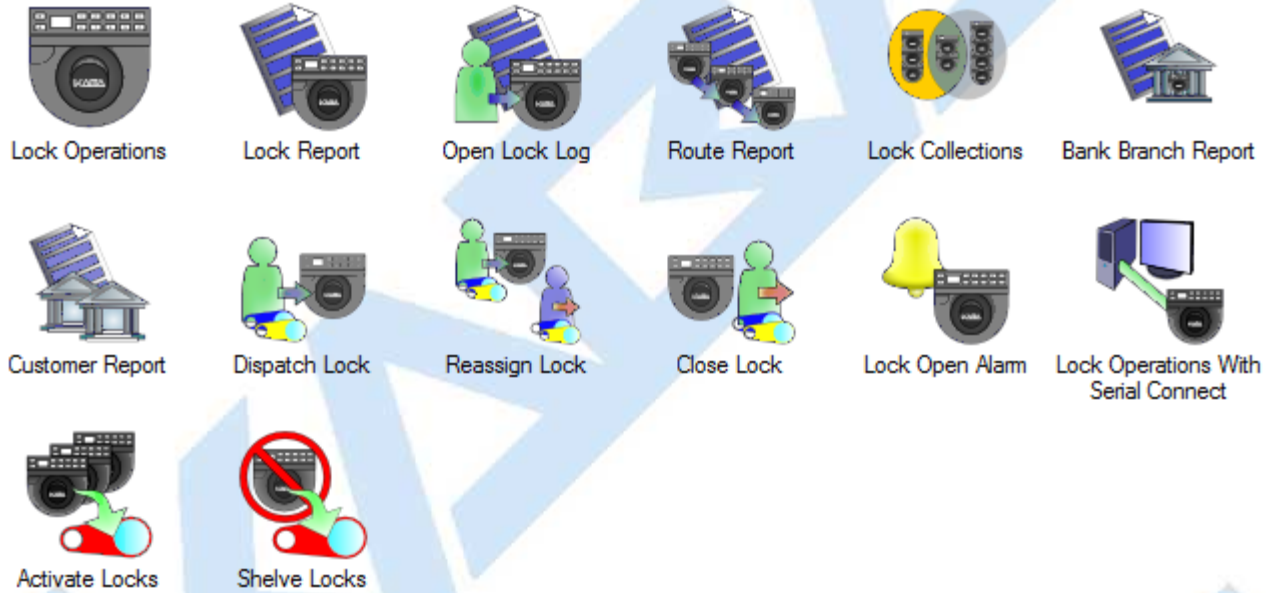 Lock Operations
Lock Report
Open Lock Log
Route Report
Lock Collections
Bank Branch Report
Customer Report
Dispatch Lock
Reassign Lock
Close Lock
Lock Open Alarm
Lock Operations With
Serial Connect
Activate Locks
Shelve Locks